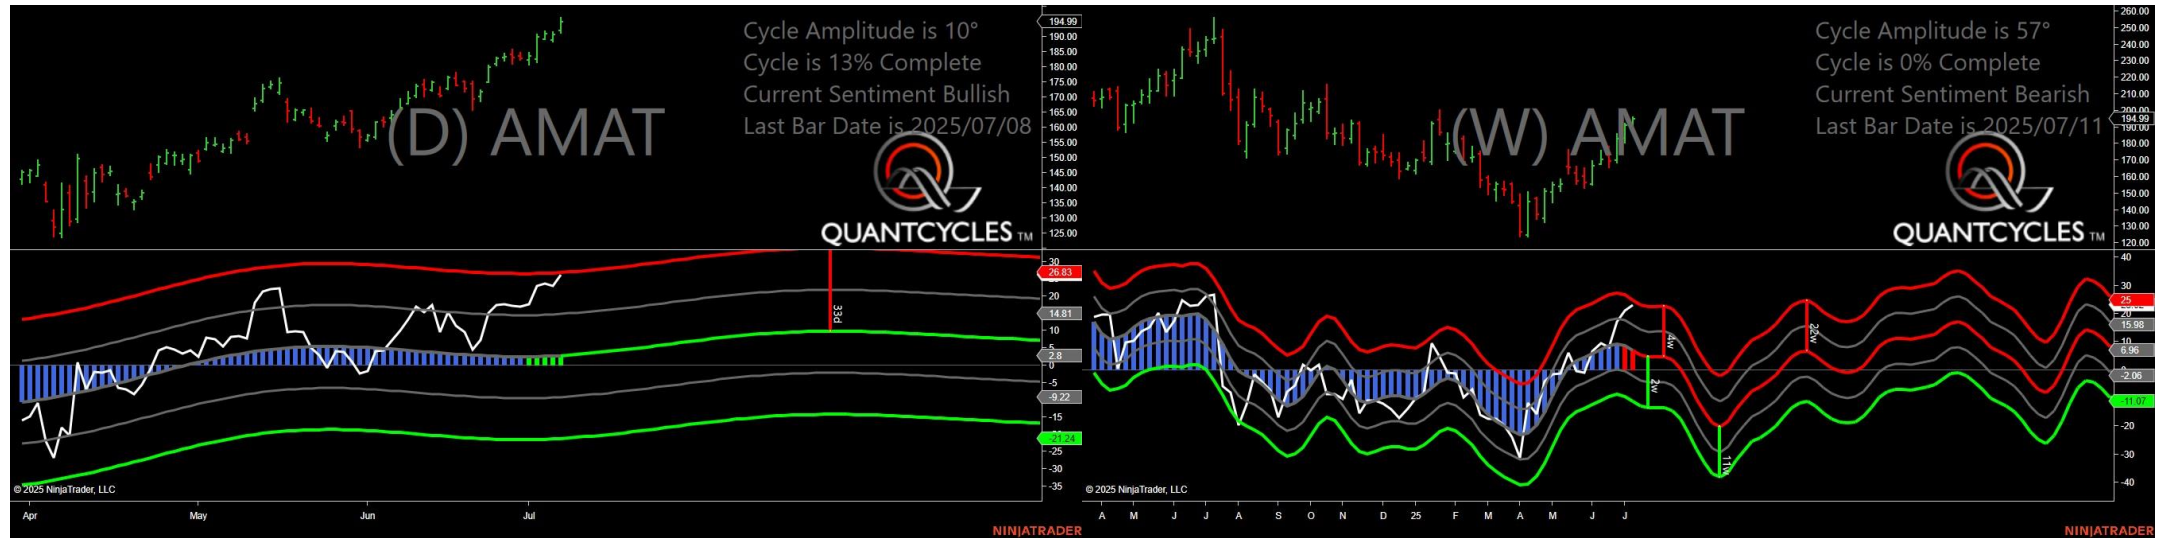 Cycle Amplitude is 10°
Cycle is 13% Complete
Current Sentiment Bullish
Last Bar Date is 2025/07/08
(D) AMAT
QUANTCYCLES TM
194.99
190.00
185.00
180.00
175.00
170.00
165.00
160.00
155.00
150.00
145.00
140.00
135.00
130.00
125.00
30
26.83
20
14.81
10
5
2.8
0
-5
-9.22
-15
-21.24
-25
-30
-35
33d
© 2025 NinjaTrader, LLC
Apr May Jun Jul
NINJATRADER
Cycle Amplitude is 57°
Cycle is 0% Complete
Current Sentiment Bearish
Last Bar Date is 2025/07/11
(W) AMAT
QUANTCYCLES TM
260.00
250.00
240.00
230.00
220.00
210.00
200.00
194.99
190.00
180.00
170.00
160.00
150.00
140.00
130.00
120.00
40
30
25
15.98
6.96
-2.06
-11.07
-20
-30
-40
4w
2w
11w
22w
© 2025 NinjaTrader, LLC
A M J J A S O N D 25 F M A M J J
NINJATRADER